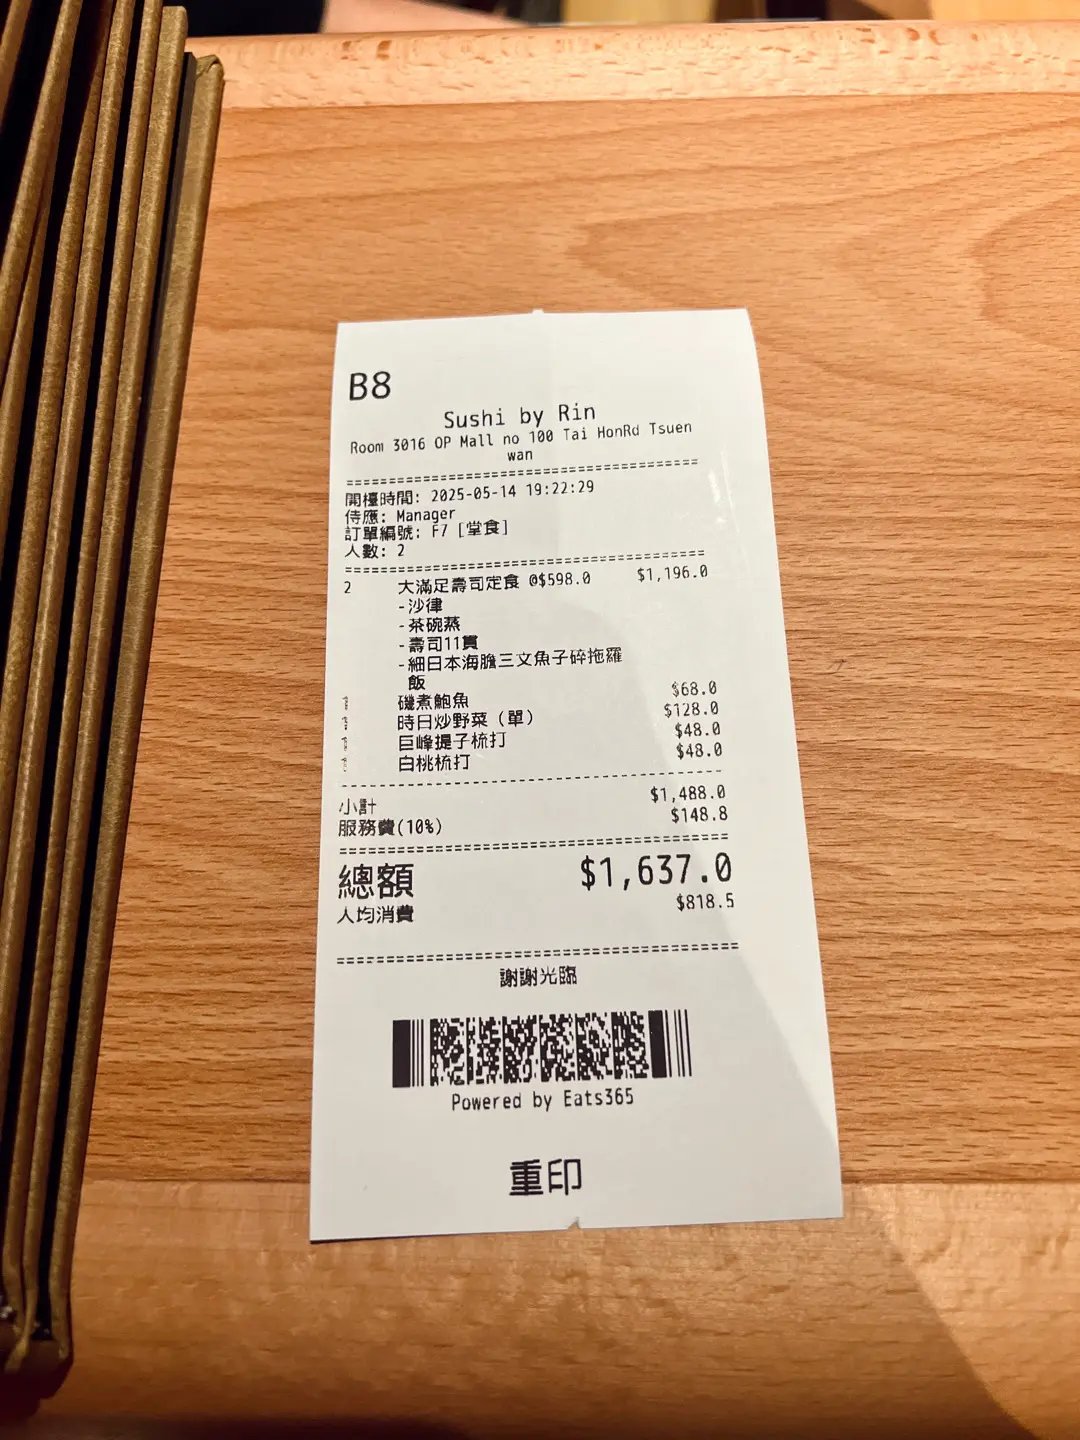 B8
Sushi by Rin
Room 3016 OP Mall no 100 Tai HonRd Tsuen
wan
開檯時間: 2025-05-14 19:22:29
侍應: Manager
訂單編號: F7 [堂食]
人數: 2
2 大滿足壽司定食 @$598.0 $1,196.0
-沙律
-茶碗蒸
-壽司11貫
-細日本海膽三文魚子碎拖羅
飯
磯煮鮑魚 $68.0
時日炒野菜 (單) $128.0
巨峰提子梳打 $48.0
白桃梳打 $48.0
小計 $1,488.0
服務費(10%) $148.8
總額 $1,637.0
人均消費 $818.5
謝謝光臨
Powered by Eats365
重印